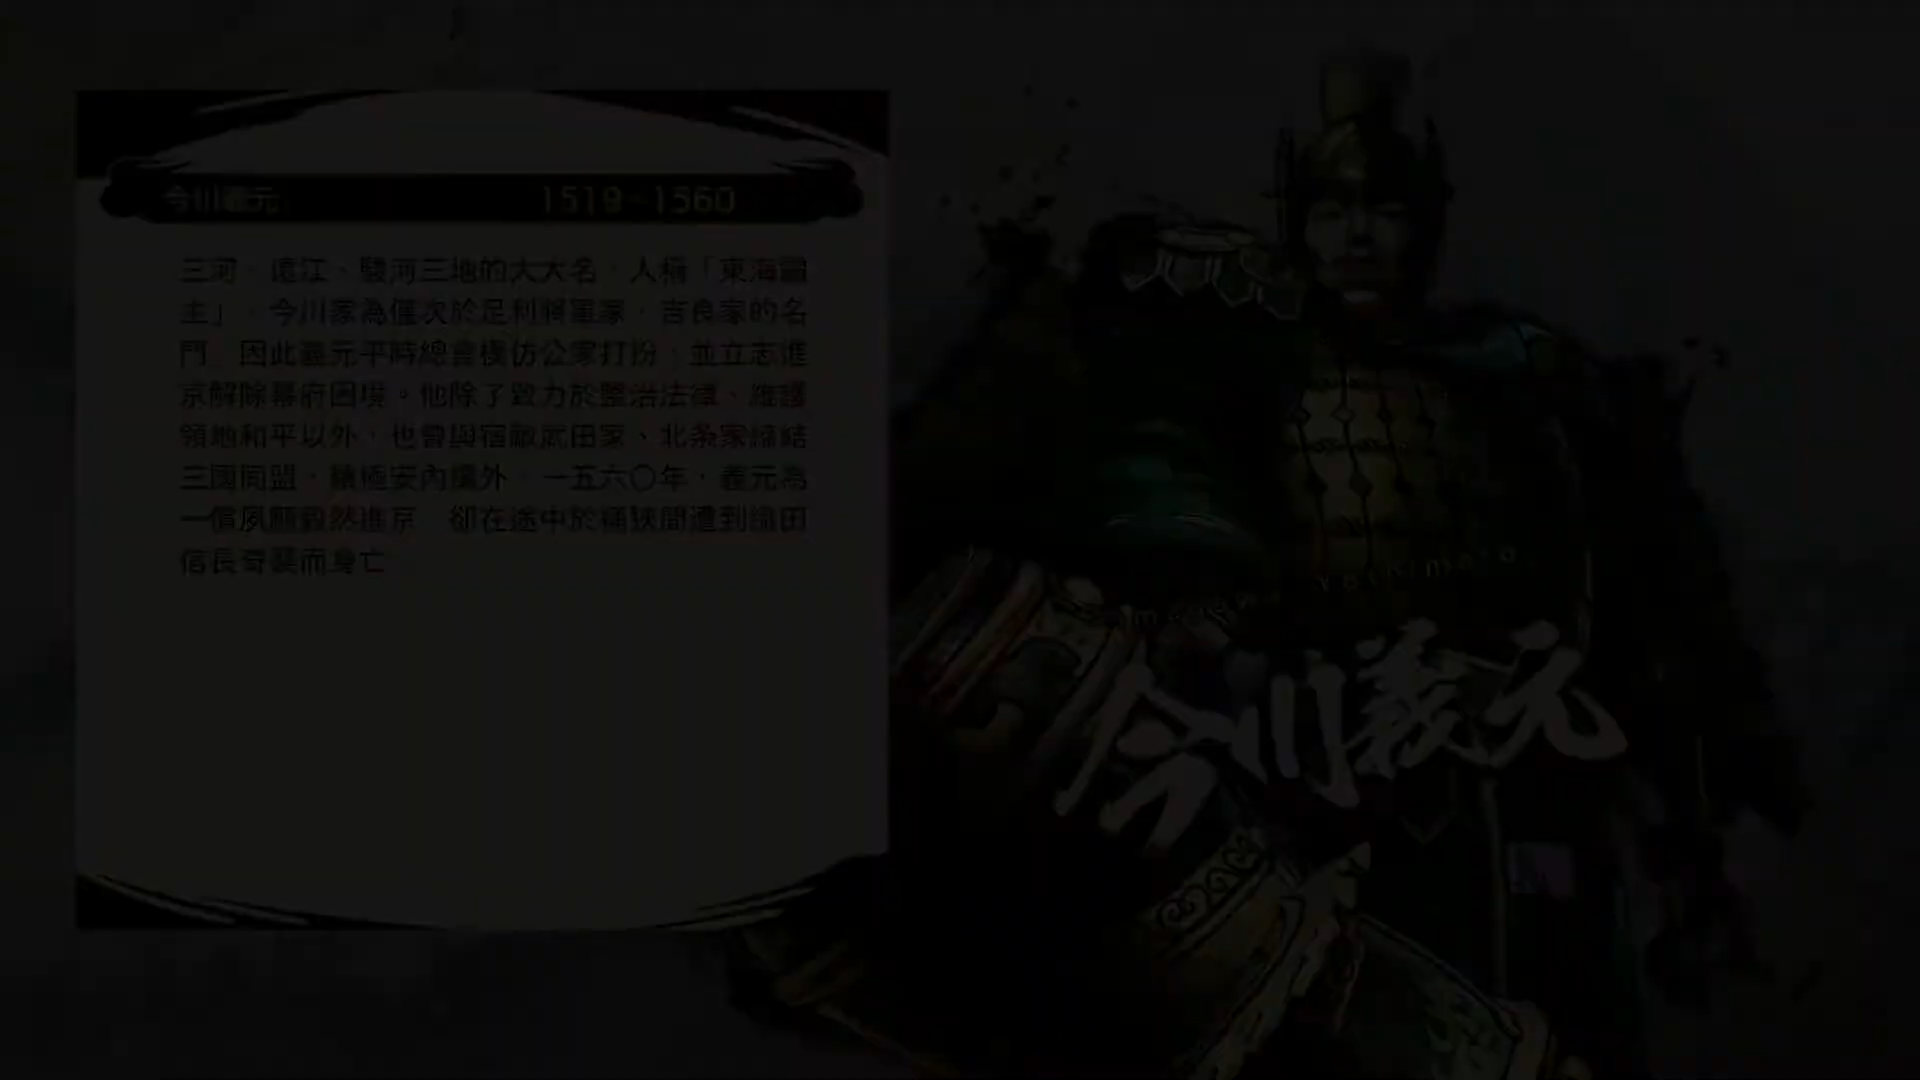 今川義元 1519-1560
三河、遠江、駿河三地的大大名,人稱「東海霸
主」。今川家為僅次於足利將軍家、吉良家的名
門,因此義元平時總會模仿公家打扮,並立志進
京解除幕府困境。他除了致力於整治法律、維護
領地和平以外,也曾與宿敵武田家、北条家締結
三國同盟,積極安內攘外。一五六〇年,義元為
一償夙願毅然進京,卻在途中於桶狹間遭到織田
信長奇襲而身亡
Imagawa Yoshimoto
今川義元